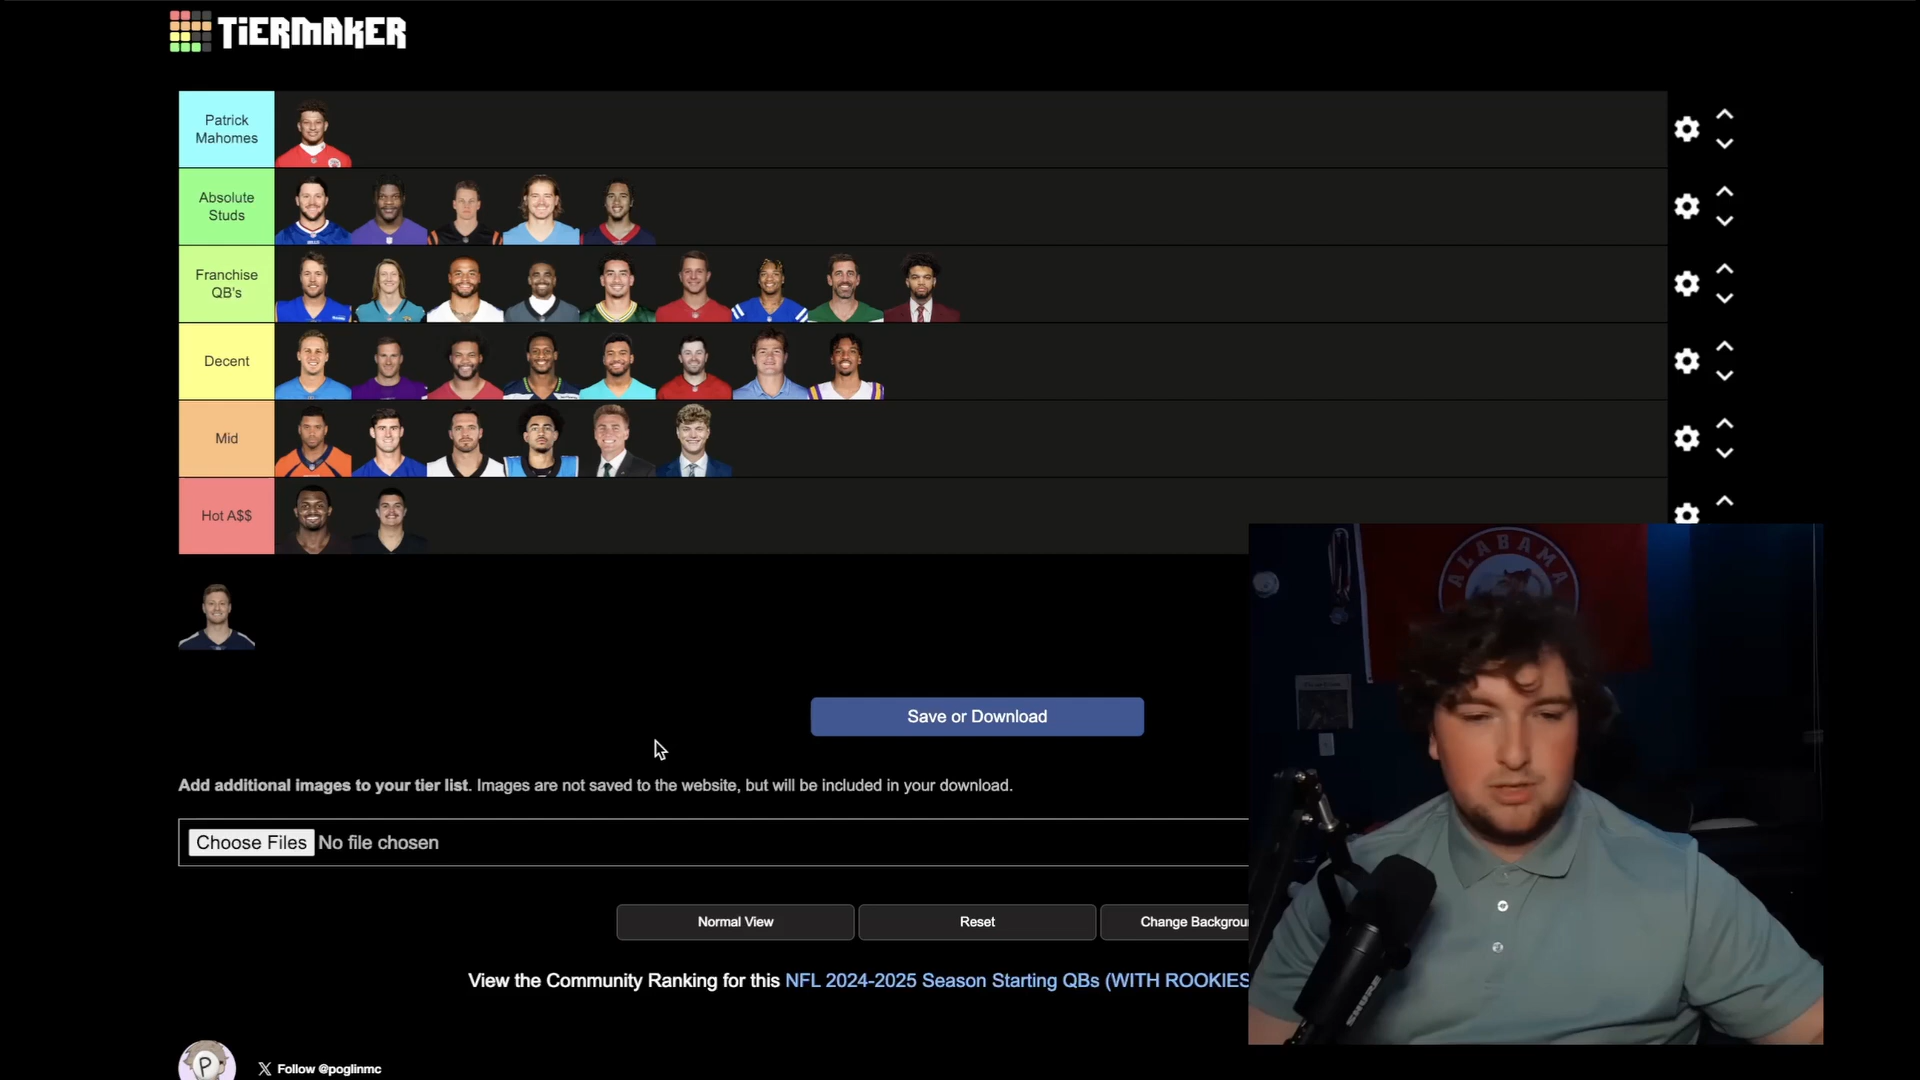 TiERMAKER
Patrick
Mahomes
Absolute
Studs
Franchise
QB's
Decent
Mid
Hot A$$
ALABAMA
Save or Download
Add additional images to your tier list. Images are not saved to the website, but will be included in your download.
Choose Files No file chosen
Normal View
Reset
Change Backgrou
View the Community Ranking for this NFL 2024-2025 Season Starting QBs (WITH ROOKIES
SHURE
P
X Follow @poglinmc